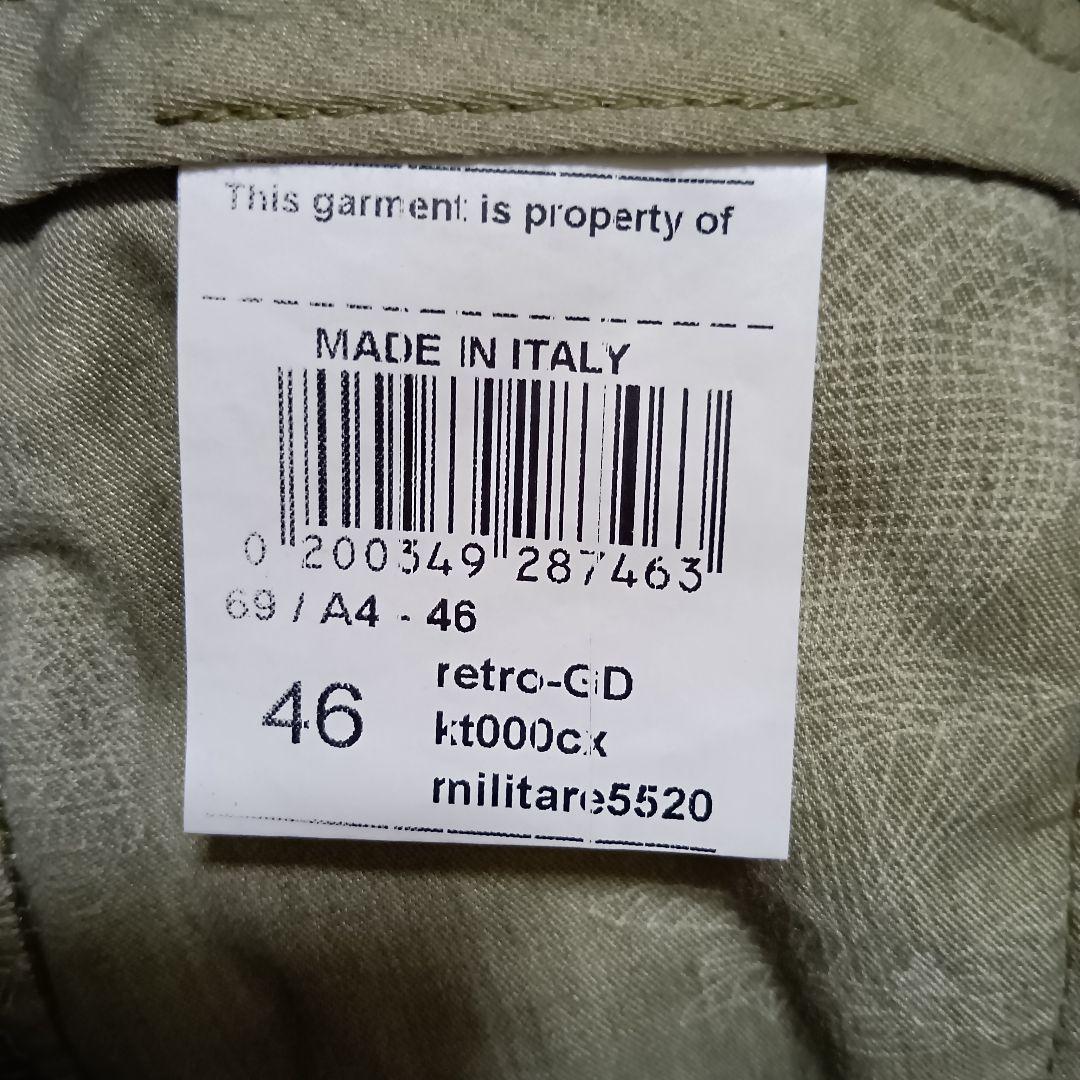 This garment is property of
MADE IN ITALY
0 200349 287463
69 / A4 - 46
46
retro-GD
kt000cx
militare5520